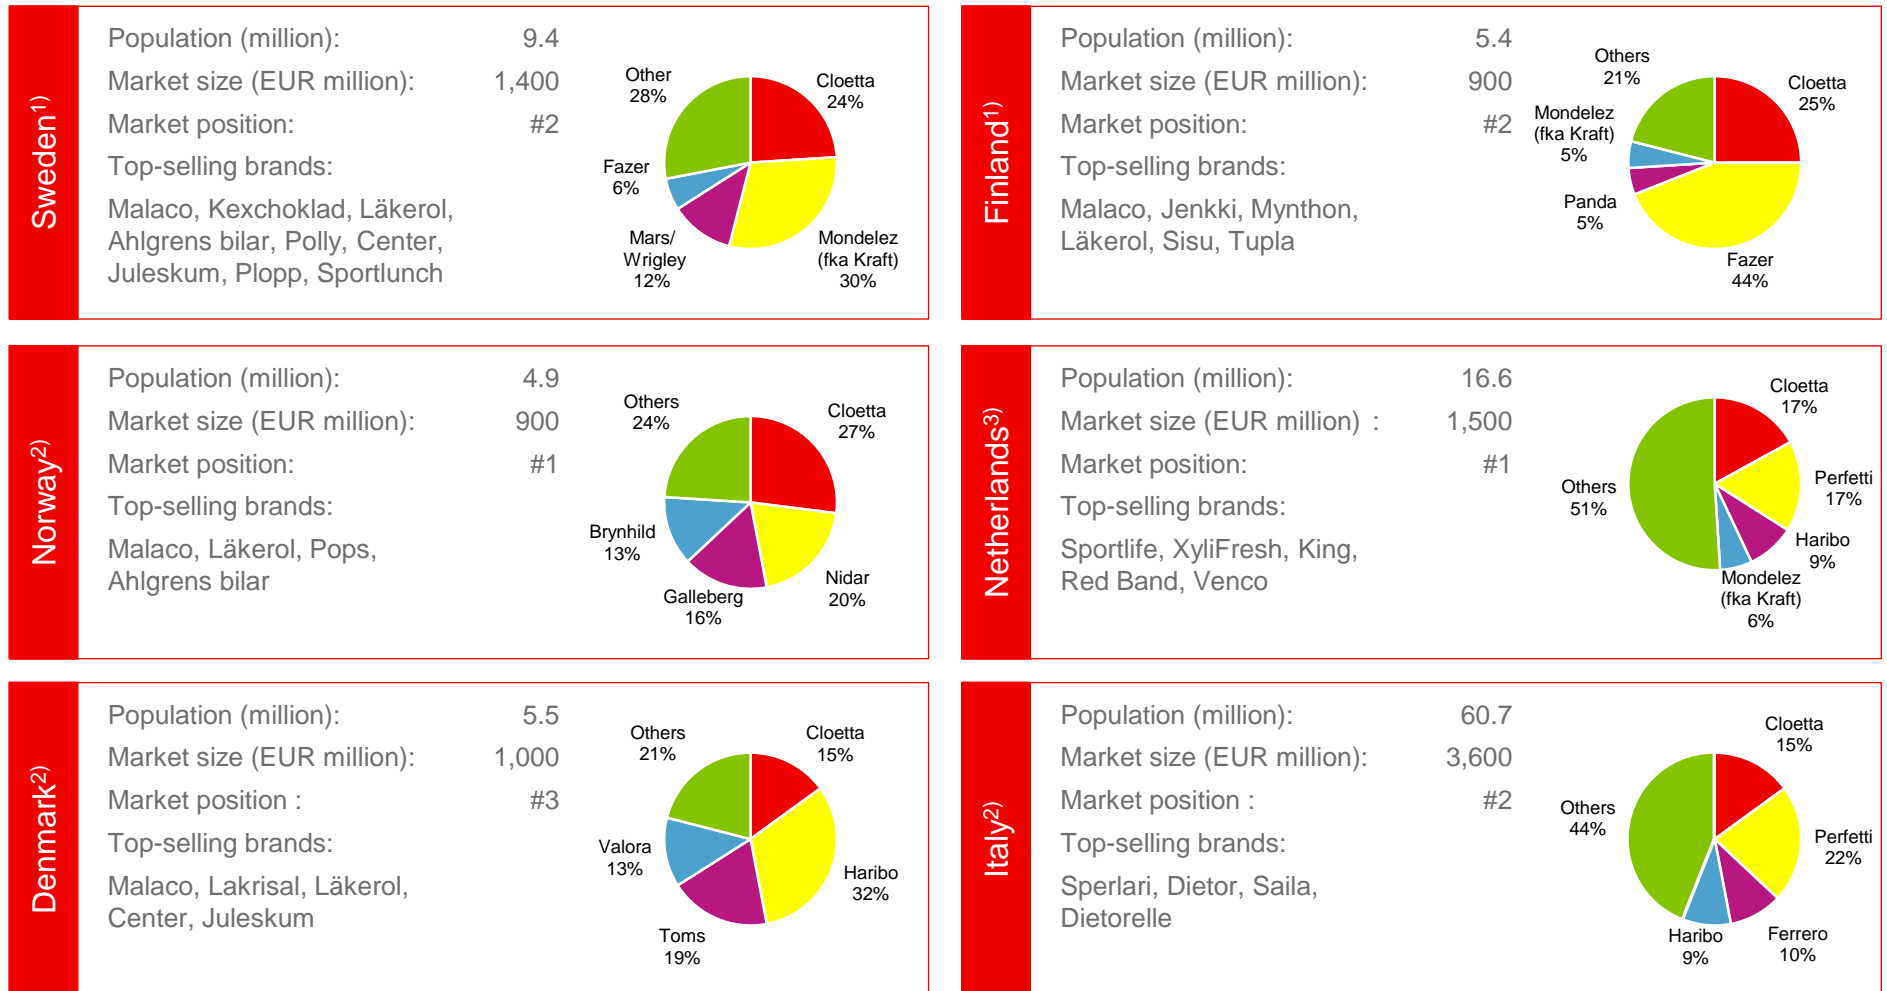 Sweden1)
Population (million): 9.4
Market size (EUR million): 1,400
Market position: #2
Top-selling brands:
Malaco, Kexchoklad, Läkerol,
Ahlgrens bilar, Polly, Center,
Juleskum, Plopp, Sportlunch
Other
28%
Cloetta
24%
Fazer
6%
Mars/
Wrigley
12%
Mondelez
(fka Kraft)
30%
Finland1)
Population (million): 5.4
Market size (EUR million): 900
Market position: #2
Top-selling brands:
Malaco, Jenkki, Mynthon,
Läkerol, Sisu, Tupla
Others
21%
Cloetta
25%
Mondelez
(fka Kraft)
5%
Panda
5%
Fazer
44%
Norway2)
Population (million): 4.9
Market size (EUR million): 900
Market position: #1
Top-selling brands:
Malaco, Läkerol, Pops,
Ahlgrens bilar
Others
24%
Cloetta
27%
Brynhild
13%
Galleberg
16%
Nidar
20%
Netherlands3)
Population (million): 16.6
Market size (EUR million) : 1,500
Market position: #1
Top-selling brands:
Sportlife, XyliFresh, King,
Red Band, Venco
Cloetta
17%
Others
51%
Perfetti
17%
Haribo
9%
Mondelez
(fka Kraft)
6%
Denmark2)
Population (million): 5.5
Market size (EUR million): 1,000
Market position : #3
Top-selling brands:
Malaco, Lakrisal, Läkerol,
Center, Juleskum
Others
21%
Cloetta
15%
Valora
13%
Haribo
32%
Toms
19%
Italy2)
Population (million): 60.7
Market size (EUR million): 3,600
Market position : #2
Top-selling brands:
Sperlari, Dietor, Saila,
Dietorelle
Cloetta
15%
Others
44%
Perfetti
22%
Haribo
9%
Ferrero
10%